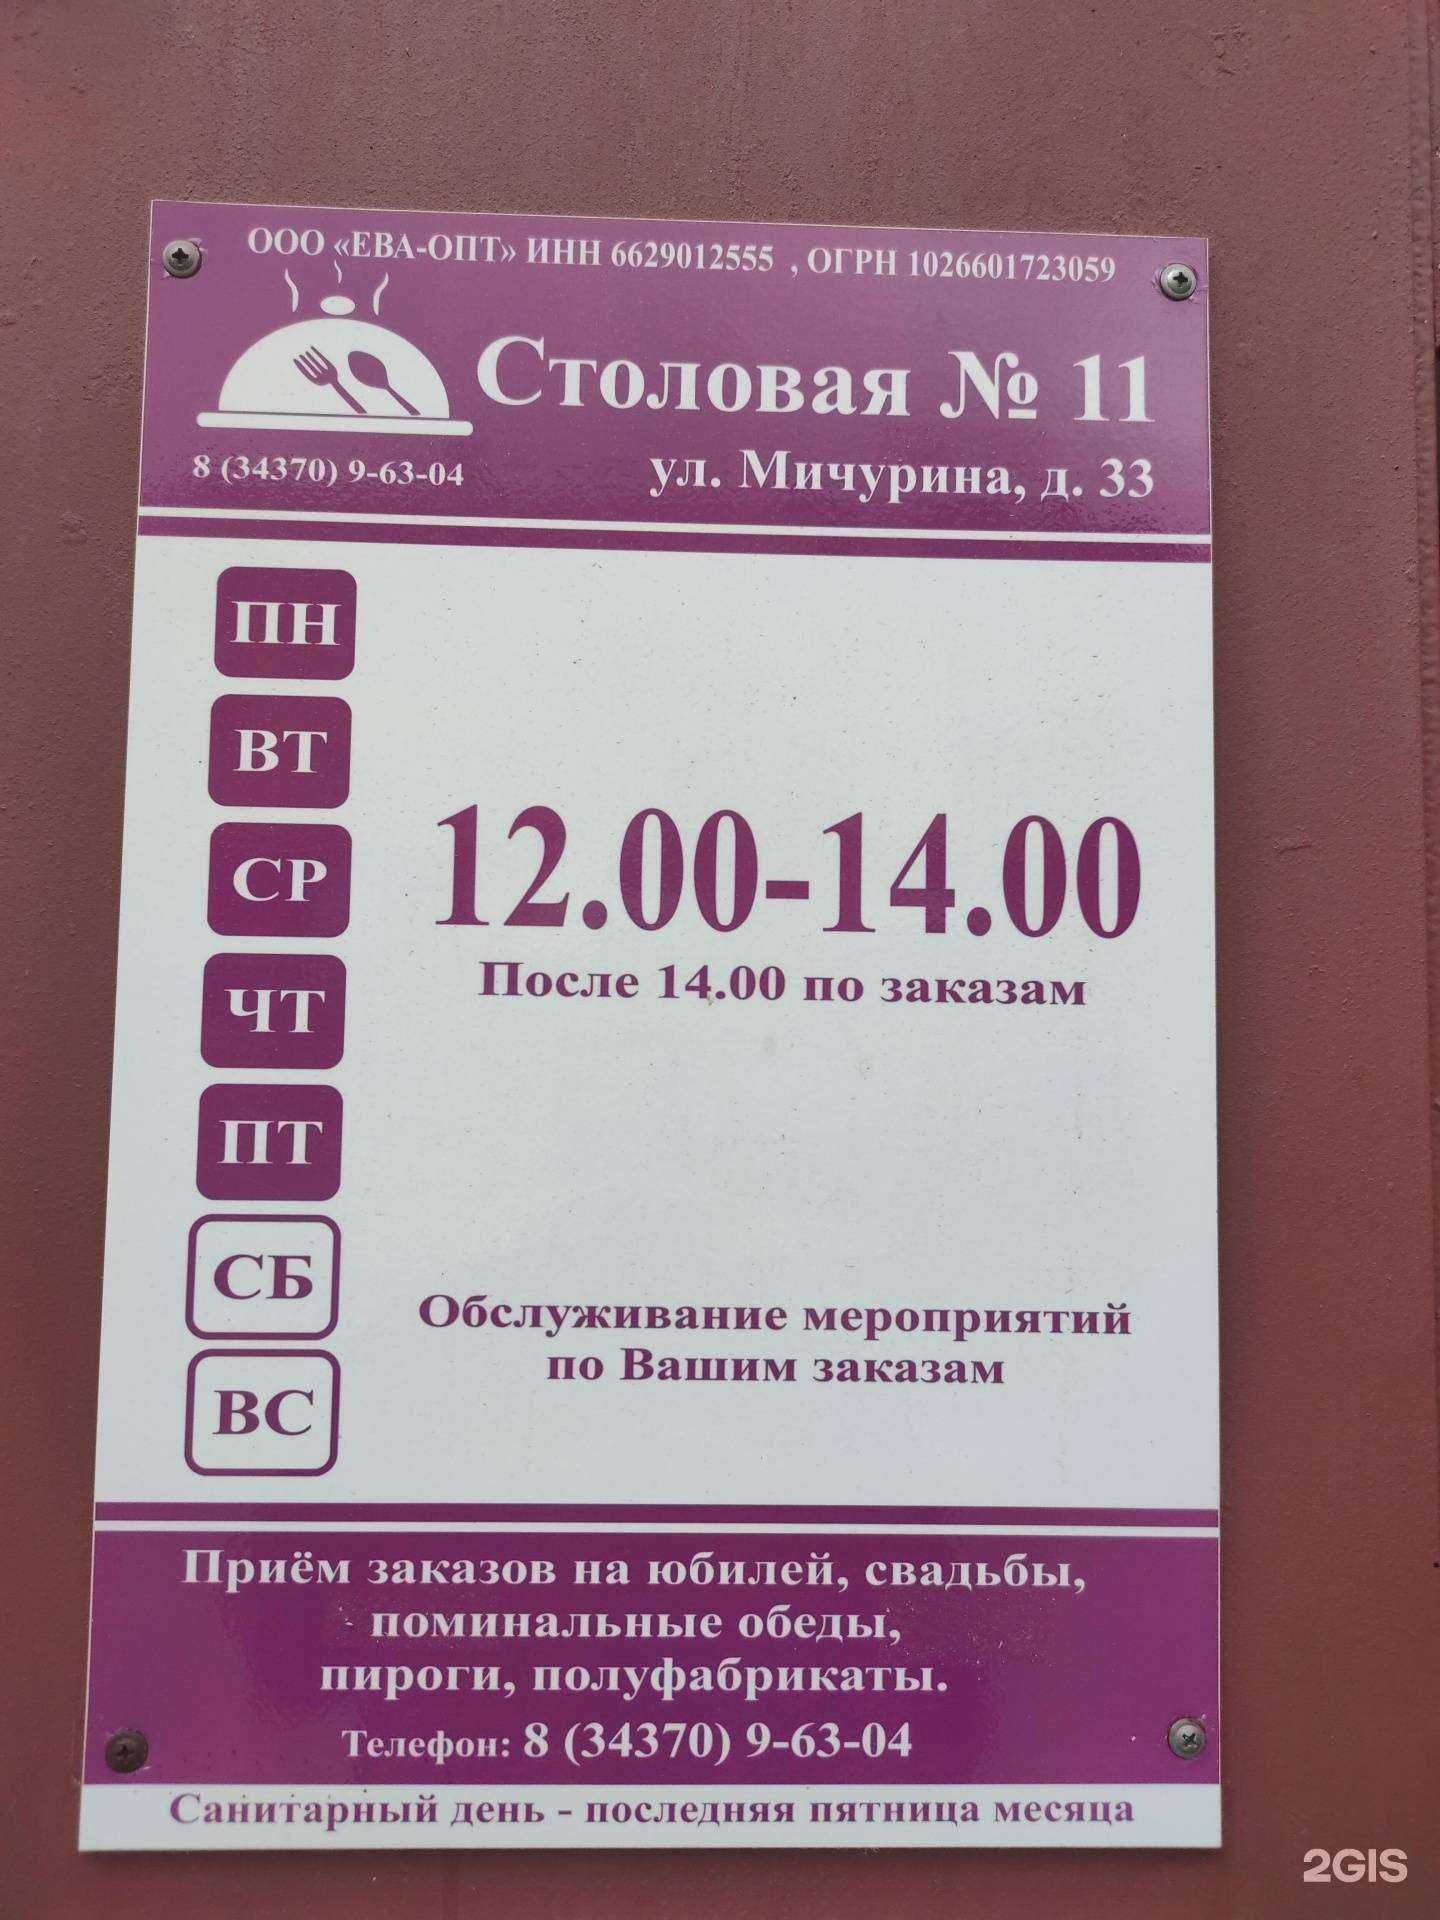 ООО «ЕВА-ОПТ» ИНН 6629012555 , ОГРН 1026601723059
Столовая № 11
8 (34370) 9-63-04
ул. Мичурина, д. 33
ПН
ВТ
СР
ЧТ
ПТ
12.00-14.00
После 14.00 по заказам
СБ
ВС
Обслуживание мероприятий
по Вашим заказам
Приём заказов на юбилей, свадьбы,
поминальные обеды,
пироги, полуфабрикаты.
Телефон: 8 (34370) 9-63-04
Санитарный день - последняя пятница месяца
2GIS